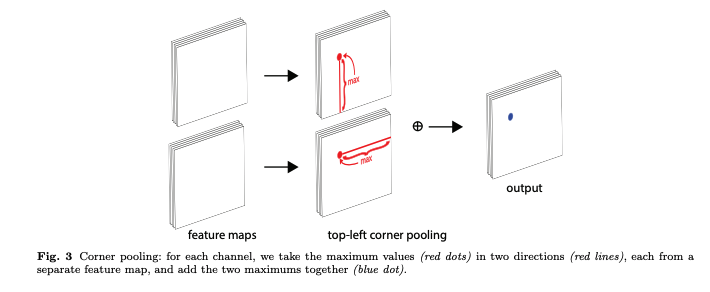 max
max
⊕
output
feature maps
top-left corner pooling
Fig. 3 Corner pooling: for each channel, we take the maximum values (red dots) in two directions (red lines), each from a
separate feature map, and add the two maximums together (blue dot).